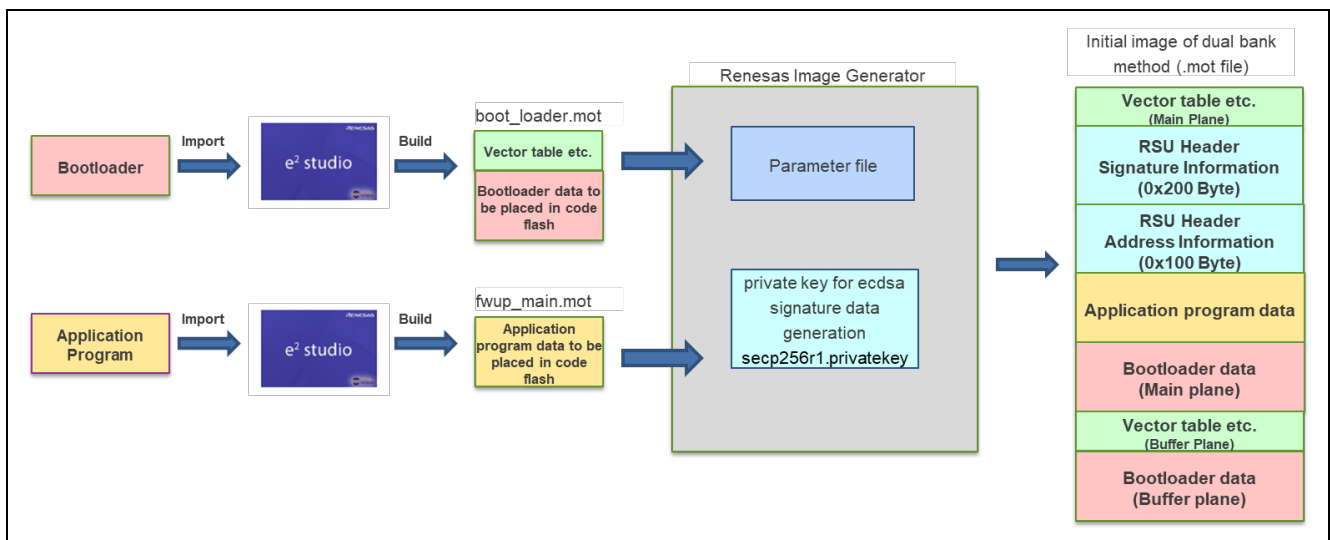 Initial image of dual bank
method (.mot file)
Renesas Image Generator
Bootloader
Import
RENESAS
e² studio
Build
boot_loader.mot
Vector table etc.
Bootloader data to
be placed in code
flash
Parameter file
Application
Program
Import
RENESAS
e² studio
Build
fwup_main.mot
Application
program data to be
placed in code
flash
private key for ecdsa
signature data
generation
secp256r1.privatekey
Vector table etc.
(Main Plane)
RSU Header
Signature Information
(0x200 Byte)
RSU Header
Address Information
(0x100 Byte)
Application program data
Bootloader data
(Main plane)
Vector table etc.
(Buffer Plane)
Bootloader data
(Buffer plane)